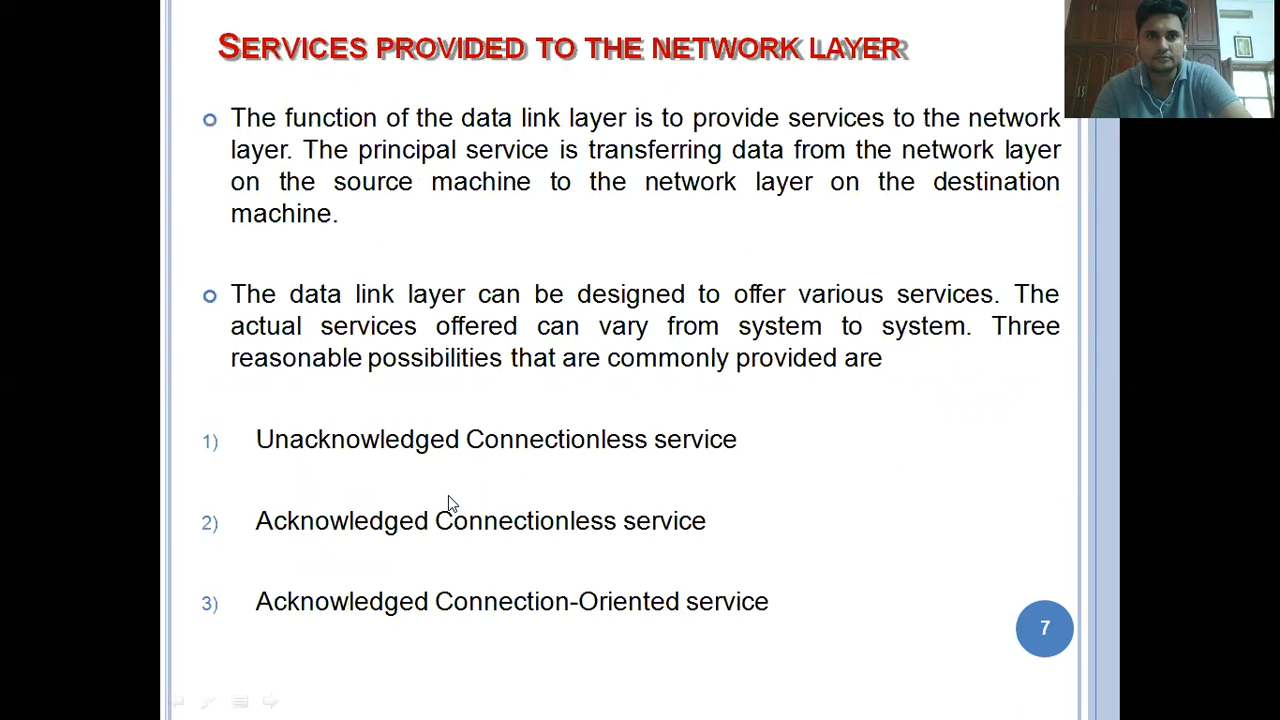 SERVICES PROVIDED TO THE NETWORK LAYER
The function of the data link layer is to provide services to the network
layer. The principal service is transferring data from the network layer
on the source machine to the network layer on the destination
machine.
The data link layer can be designed to offer various services. The
actual services offered can vary from system to system. Three
reasonable possibilities that are commonly provided are
1) Unacknowledged Connectionless service
2) Acknowledged Connectionless service
3) Acknowledged Connection-Oriented service
7